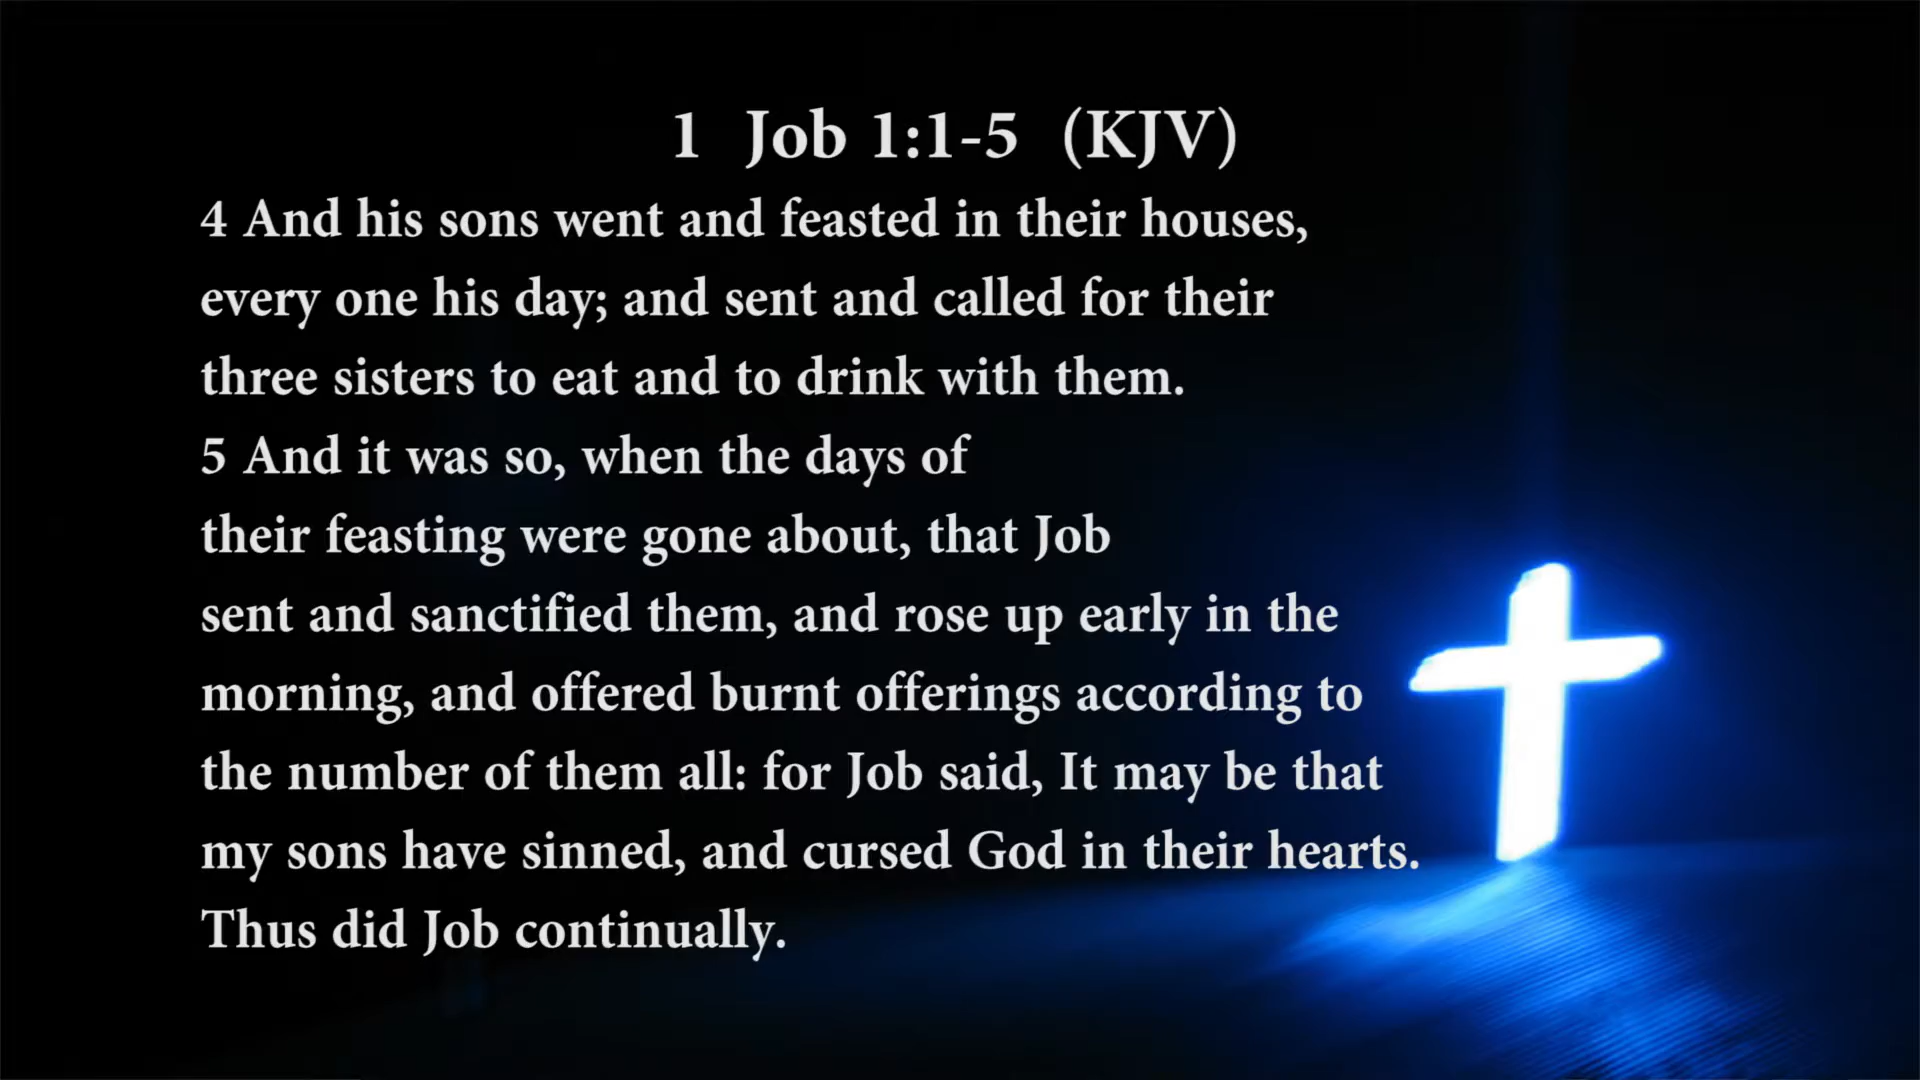 1 Job 1:1-5 (KJV)
4 And his sons went and feasted in their houses,
every one his day; and sent and called for their
three sisters to eat and to drink with them.
5 And it was so, when the days of
their feasting were gone about, that Job
sent and sanctified them, and rose up early in the
morning, and offered burnt offerings according to
the number of them all: for Job said, It may be that
my sons have sinned, and cursed God in their hearts.
Thus did Job continually.